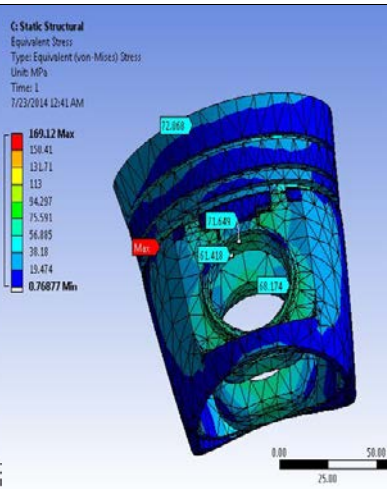 C: Static Structural
Equivalent Stress
Type: Equivalent (von-Mises) Stress
Unit: MPa
Time: 1
7/23/2014 12:41 AM
169.12 Max
150.41
131.71
113
94.297
75.591
56.885
38.18
19.474
0.76877 Min
72.068
71.649
Max
61.418
68.174
0.00
50.00
25.00